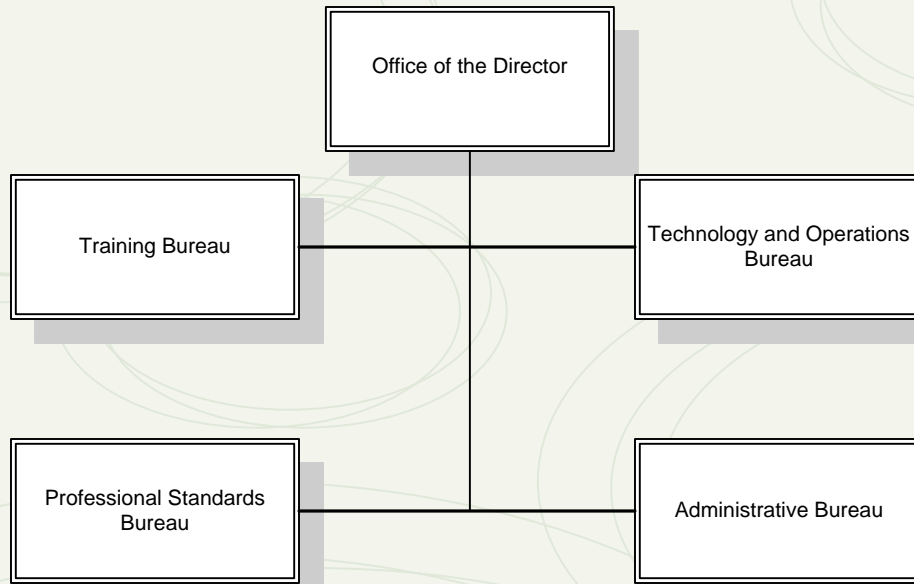 Office of the Director
Training Bureau
Technology and Operations
Bureau
Professional Standards
Bureau
Administrative Bureau